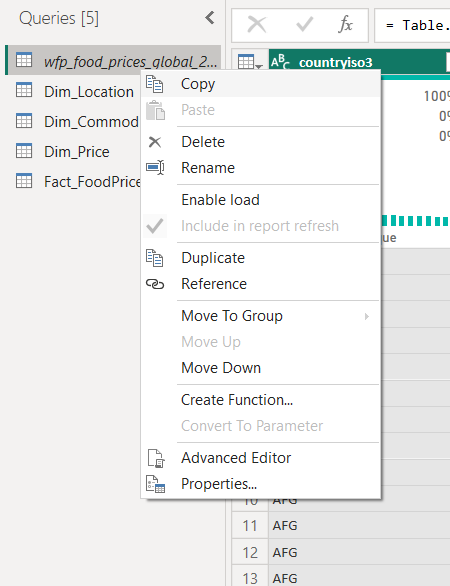 Queries [5]
= Table.
wfp_food_prices_global_2...
ABC countryiso3
Dim_Location
100%
Dim_Commod
0%
Dim_Price
0%
Fact_FoodPrice
Copy
Paste
Delete
Rename
Enable load
Include in report refresh
Duplicate
ue
Reference
Move To Group
Move Up
Move Down
Create Function...
Convert To Parameter
Advanced Editor
Properties...
10 AFG
11 AFG
12 AFG
13 AFG